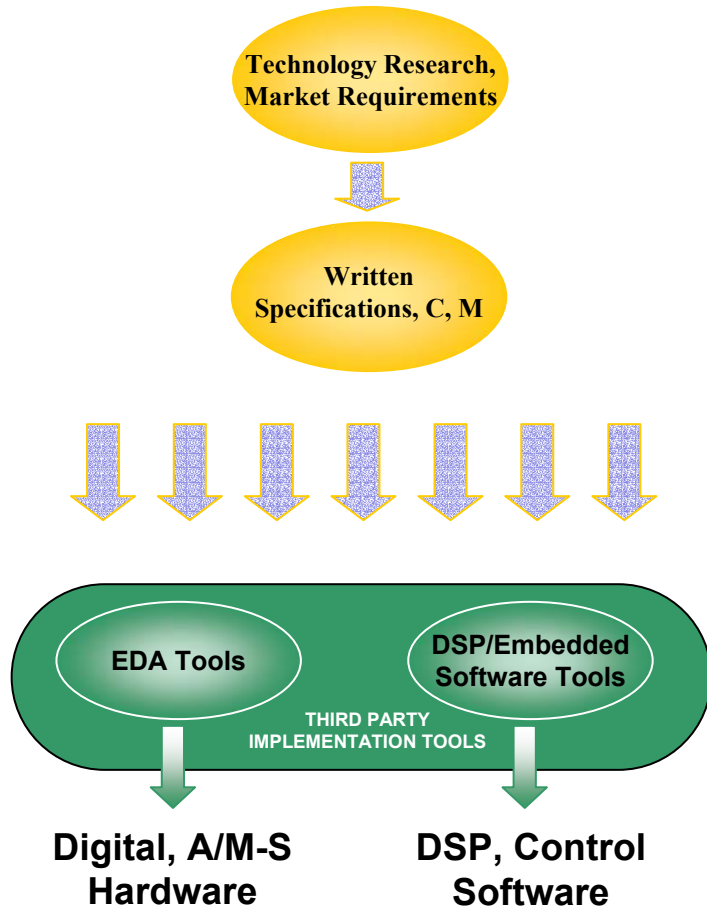 Technology Research,
Market Requirements
Written
Specifications, C, M
EDA Tools
DSP/Embedded
Software Tools
THIRD PARTY
IMPLEMENTATION TOOLS
Digital, A/M-S
Hardware
DSP, Control
Software